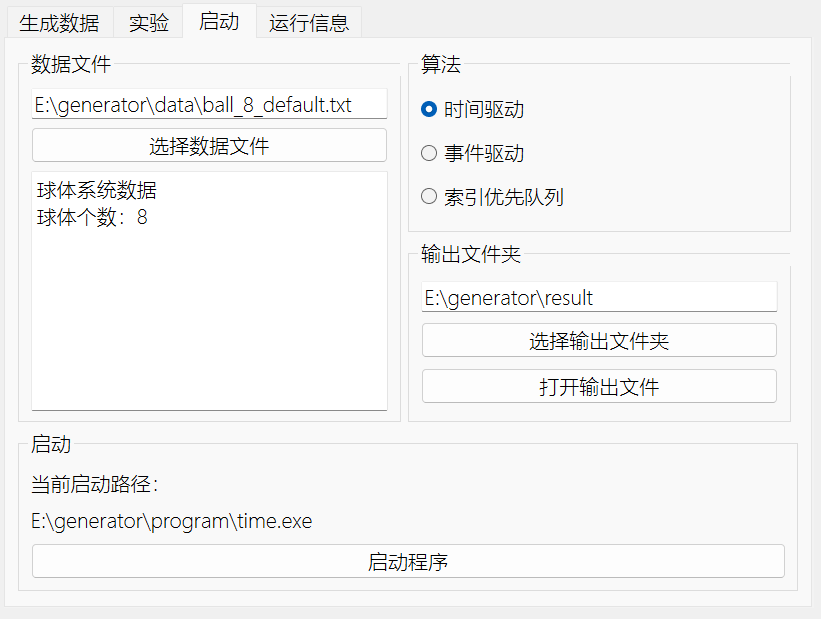 生成数据 实验 启动 运行信息
数据文件
E:\generator\data\ball_8_default.txt
选择数据文件
球体系统数据
球体个数：8
算法
时间驱动
事件驱动
索引优先队列
输出文件夹
E:\generator\result
选择输出文件夹
打开输出文件
启动
当前启动路径：
E:\generator\program\time.exe
启动程序